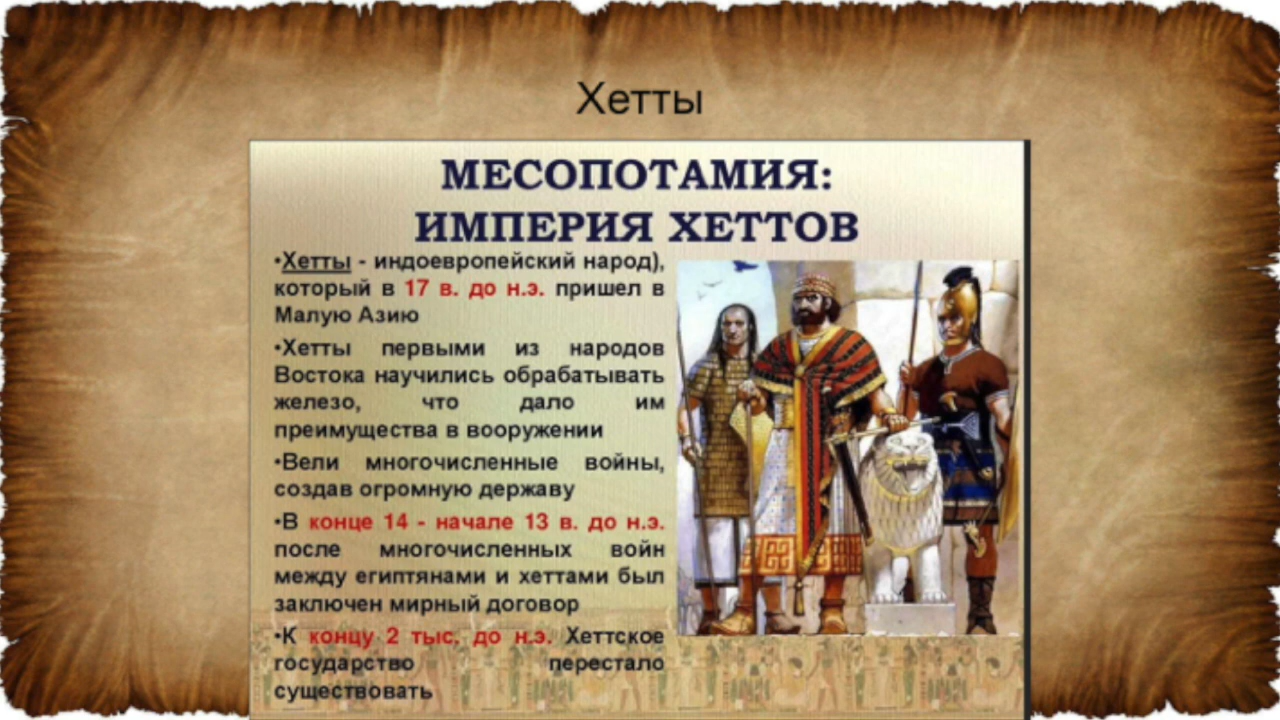 Хетты
МЕСОПОТАМИЯ:
ИМПЕРИЯ ХЕТТОВ
•Хетты - индоевропейский народ),
который в 17 в. до н.э. пришел в
Малую Азию
•Хетты первыми из народов
Востока научились обрабатывать
железо, что дало им
преимущества в вооружении
•Вели многочисленные войны,
создав огромную державу
•В конце 14 - начале 13 в. до н.э.
после многочисленных войн
между египтянами и хеттами был
заключен мирный договор
•К концу 2 тыс. до н.э. Хеттское
государство перестало
существовать